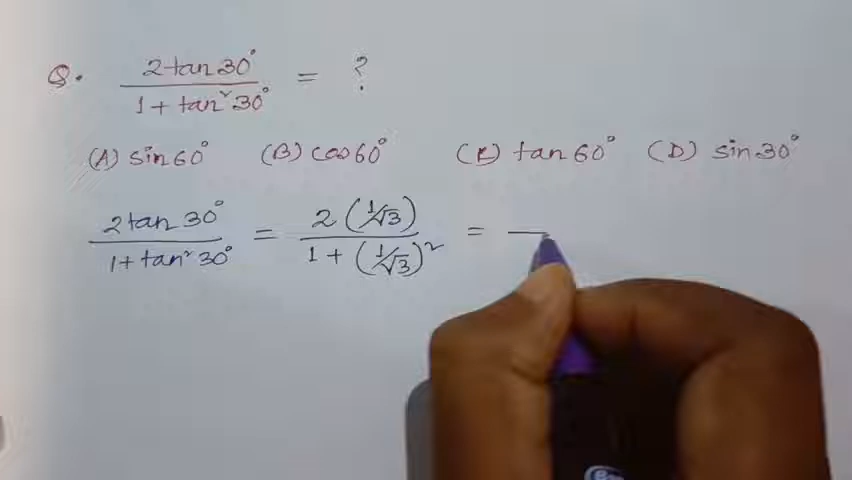 Q. 2tan30° / 1 + tan²30° = ?
(A) sin60° (B) cos60° (C) tan60° (D) sin30°
2tan30° / 1 + tan²30° = 2(1/√3) / 1 + (1/√3)² =